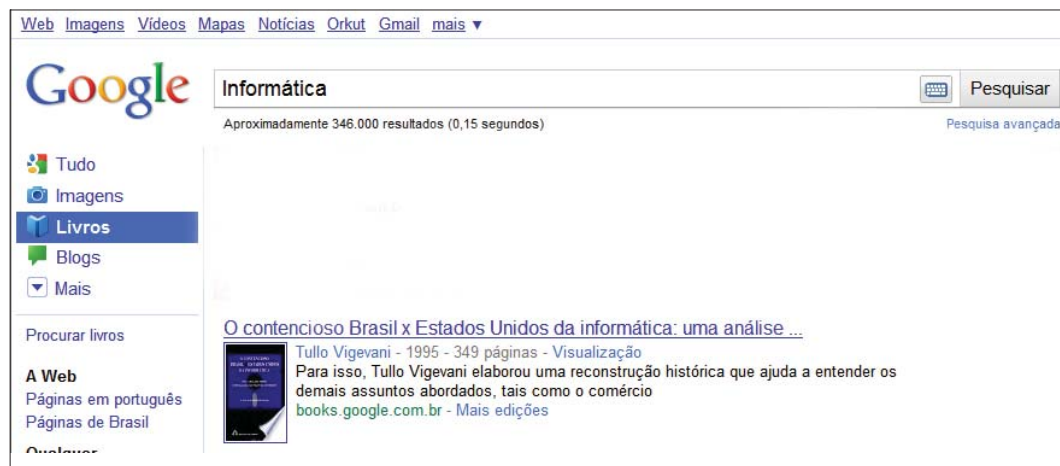 Web Imagens Vídeos Mapas Notícias Orkut Gmail mais ▼
Google
Informática
Pesquisar
Aproximadamente 346.000 resultados (0,15 segundos)
Pesquisa avançada
Tudo
Imagens
Livros
Blogs
Mais
Procurar livros
A Web
Páginas em português
Páginas de Brasil
O contencioso Brasil x Estados Unidos da informática: uma análise ...
Tullo Vigevani - 1995 - 349 páginas - Visualização
Para isso, Tullo Vigevani elaborou uma reconstrução histórica que ajuda a entender os
demais assuntos abordados, tais como o comércio
books.google.com.br - Mais edições